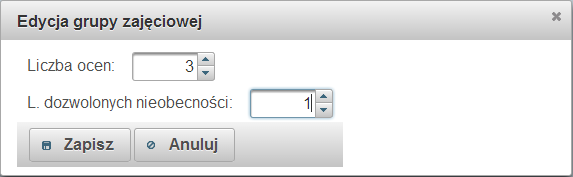 Edycja grupy zajęciowej
Liczba ocen: 3
L. dozwolonych nieobecności: 1
Zapisz Anuluj